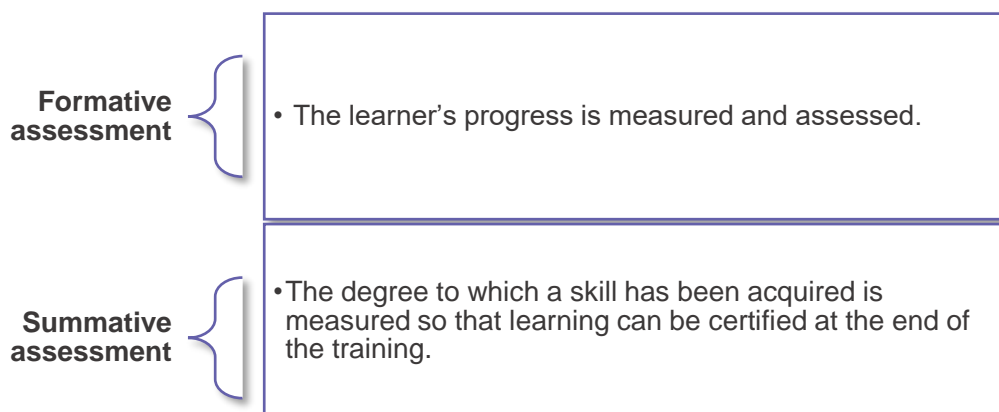 Formative
assessment
• The learner’s progress is measured and assessed.
Summative
assessment
•The degree to which a skill has been acquired is
measured so that learning can be certified at the end of
the training.